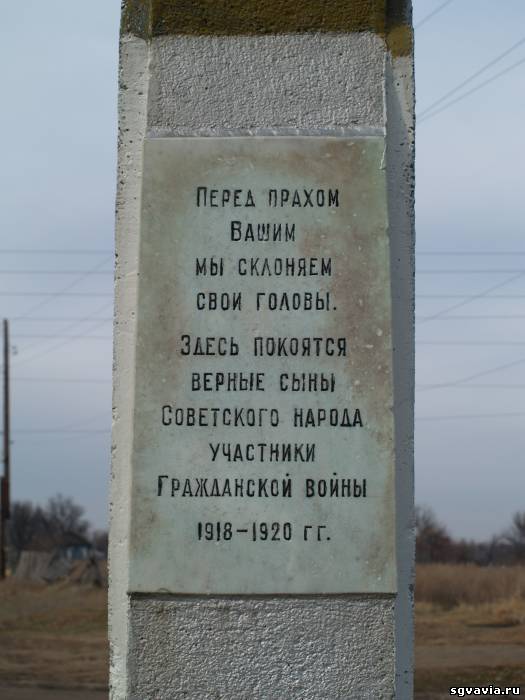 Перед прахом
Вашим
мы склоняем
свои головы.
Здесь покоятся
верные сыны
Советского народа
участники
Гражданской войны
1918-1920 гг.
sgvavia.ru